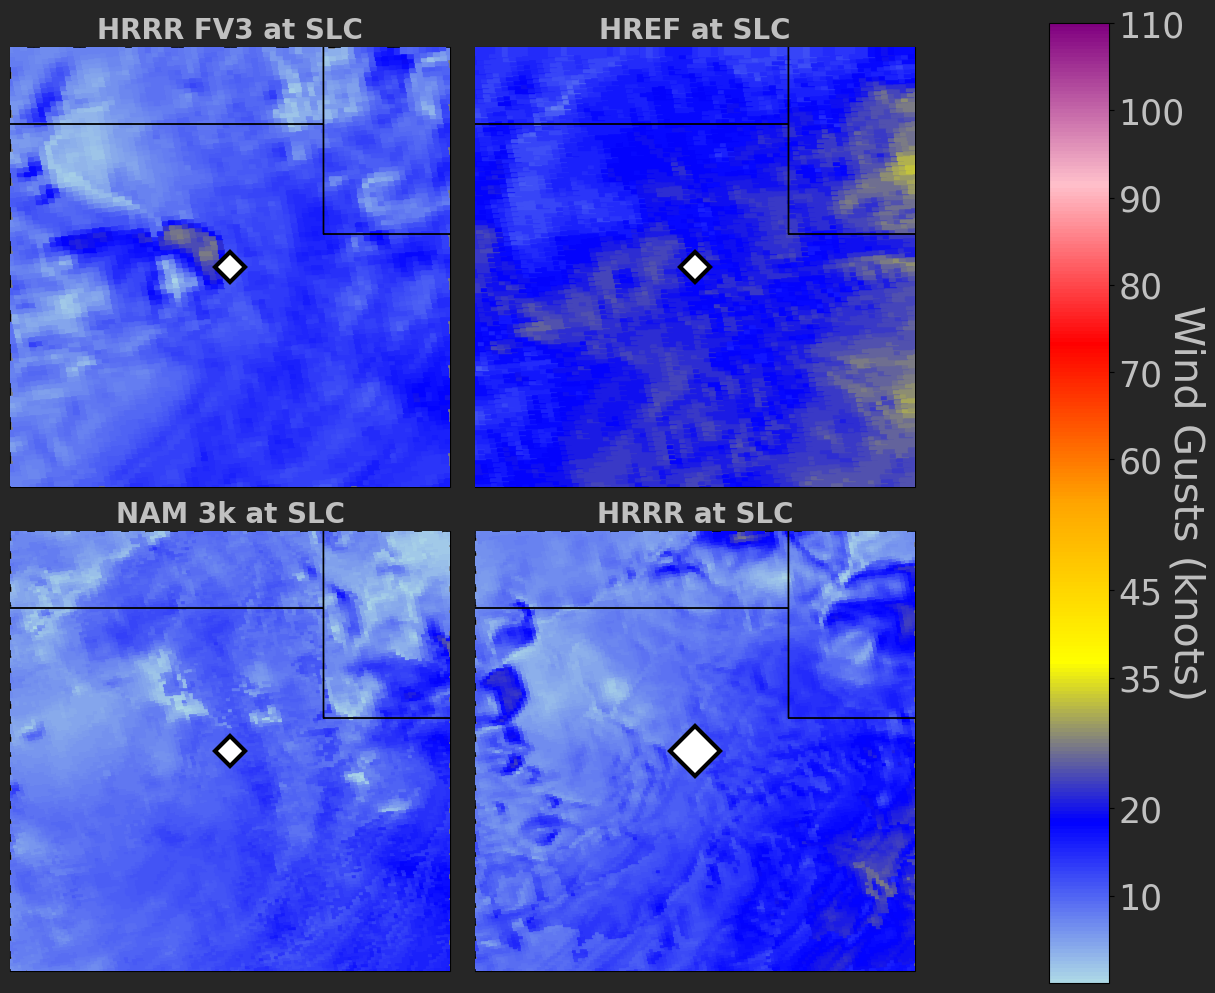 HRRR FV3 at SLC
HREF at SLC
NAM 3k at SLC
HRRR at SLC
110
100
90
80
70
60
45
35
20
10
Wind Gusts (knots)